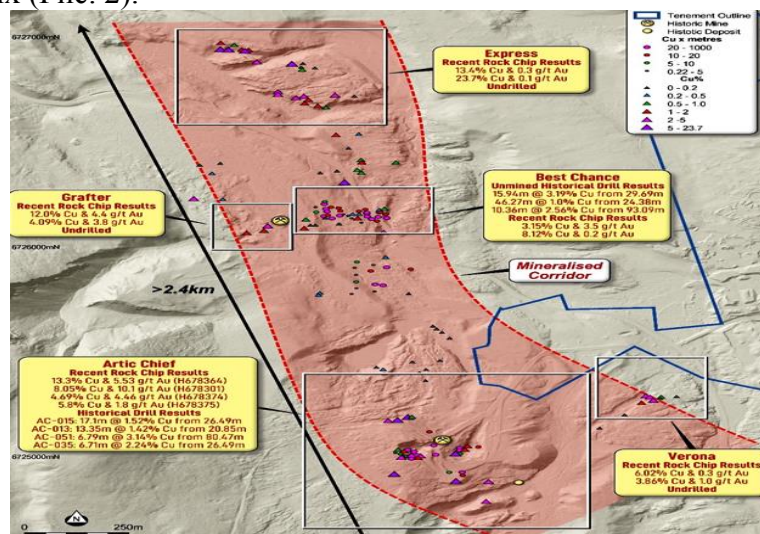 их (Рис. 2).
6727000mN
Express
Recent Rock Chip Results
13.4% Cu & 0.3 g/t Au
23.7% Cu & 0.1 g/t Au
Undrilled
Tenement Outline
Historic Mine
Histotic Deposit
Cu x metres
20 - 1000
10 - 20
5 - 10
0.22 - 5
Cu%
0 - 0.2
0.2 - 0.5
0.5 - 1.0
1 - 2
2 - 5
5 - 23.7
Best Chance
Unmined Historical Drill Results
15.94m @ 3.19% Cu from 29.69m
46.27m @ 1.0% Cu from 24.38m
10.36m @ 2.56% Cu from 93.09m
Recent Rock Chip Results
3.15% Cu & 3.5 g/t Au
8.12% Cu & 0.2 g/t Au
Grafter
Recent Rock Chip Results
12.0% Cu & 4.4 g/t Au
4.09% Cu & 3.8 g/t Au
Undrilled
6726000mN
Mineralised
Corridor
>2.4km
Artic Chief
Recent Rock Chip Results
13.3% Cu & 5.53 g/t Au (H678364)
8.05% Cu & 10.1 g/t Au (H678301)
4.69% Cu & 4.46 g/t Au (H678374)
5.8% Cu & 1.8 g/t Au (H678375)
Historical Drill Results
AC-015: 17.1m @ 1.52% Cu from 26.49m
AC-013: 13.35m @ 1.42% Cu from 20.85m
AC-051: 6.79m @ 3.14% Cu from 80.47m
AC-035: 6.71m @ 2.24% Cu from 26.49m
6725000mN
Verona
Recent Rock Chip Results
6.02% Cu & 0.3 g/t Au
3.86% Cu & 1.0 g/t Au
Undrilled
N
0 250m